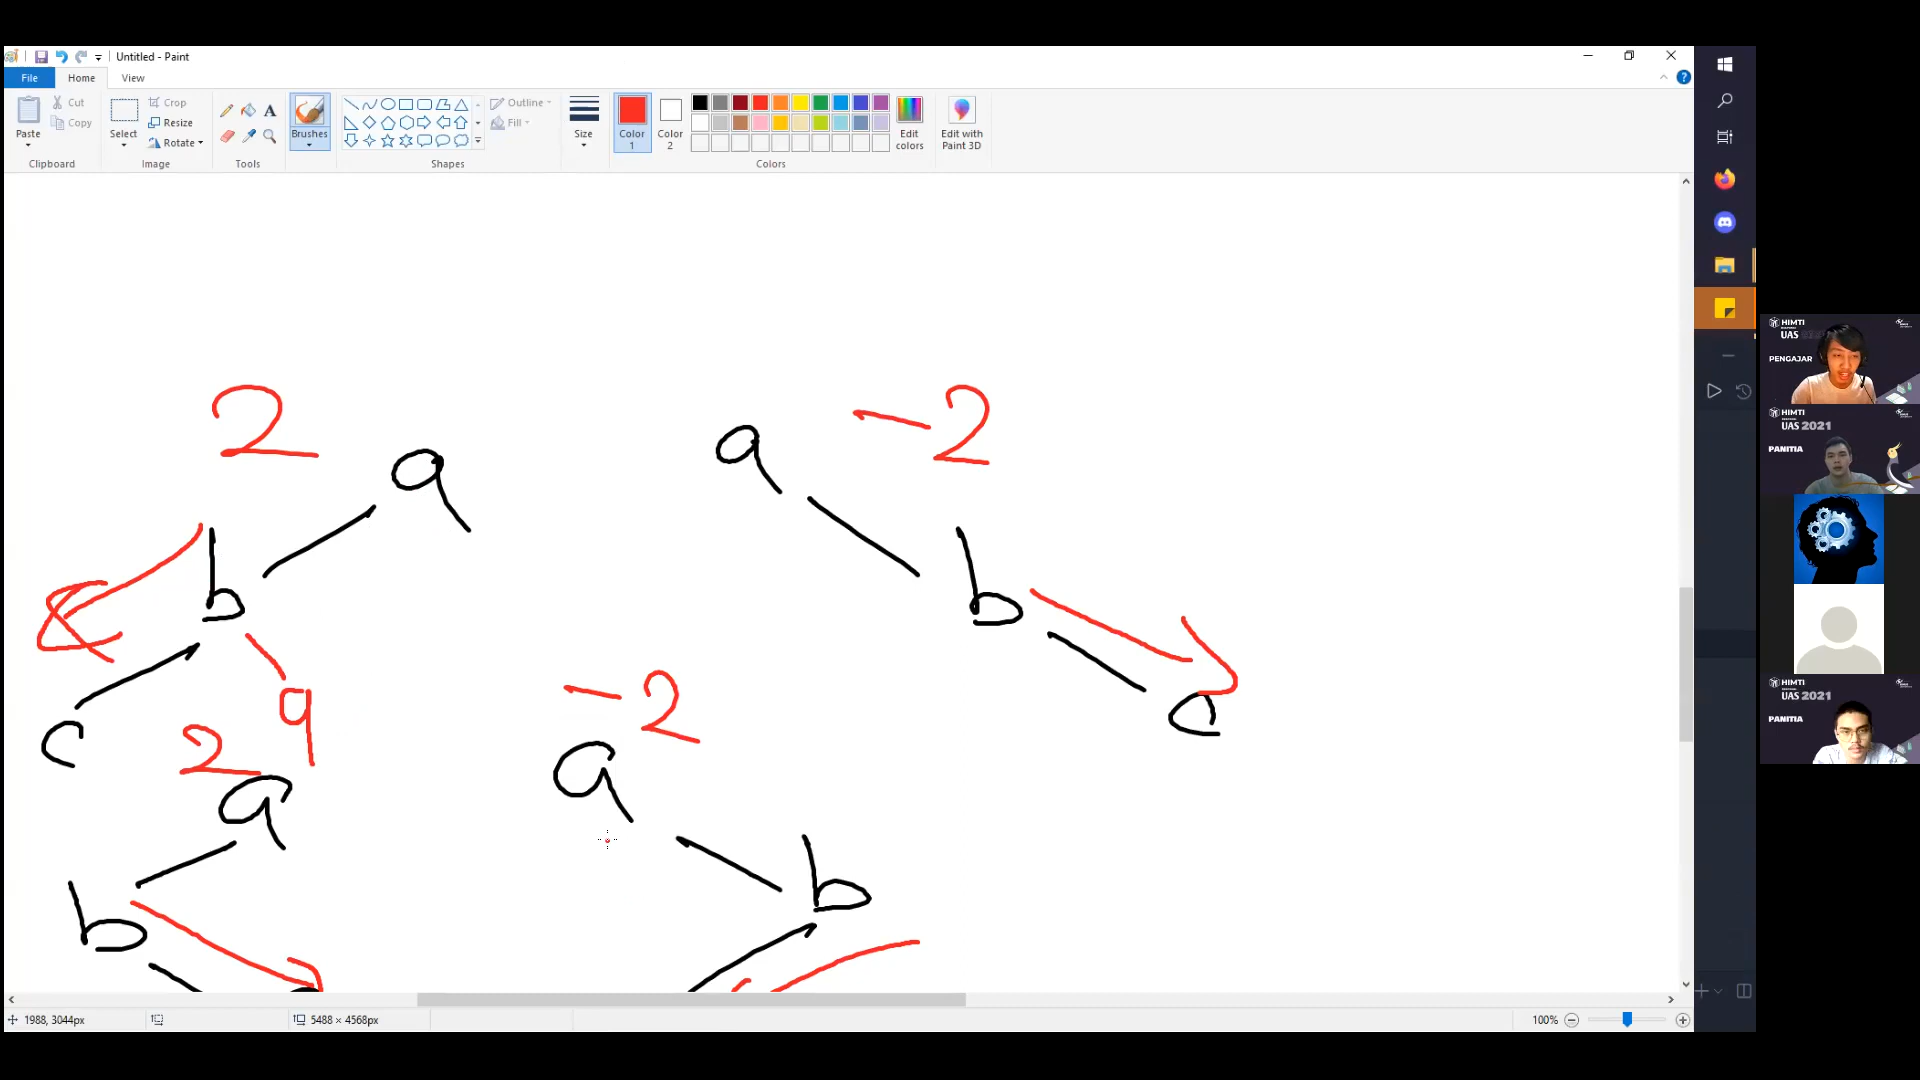 Untitled - Paint
File Home View
Paste
Cut
Copy
Clipboard
Select
Crop
Resize
Rotate
Image
Tools
Brushes
Shapes
Outline
Fill
Size
Color 1
Color 2
Colors
Edit colors
Edit with Paint 3D
2
a
b
c
a
-2
a
b
c
2
a
b
-2
a
b
1988, 3044px
5488 × 4568px
100%
HIMTI
UAS
PENGAJAR
HIMTI
UAS 2021
PANITIA
HIMTI
UAS 2021
PANITIA